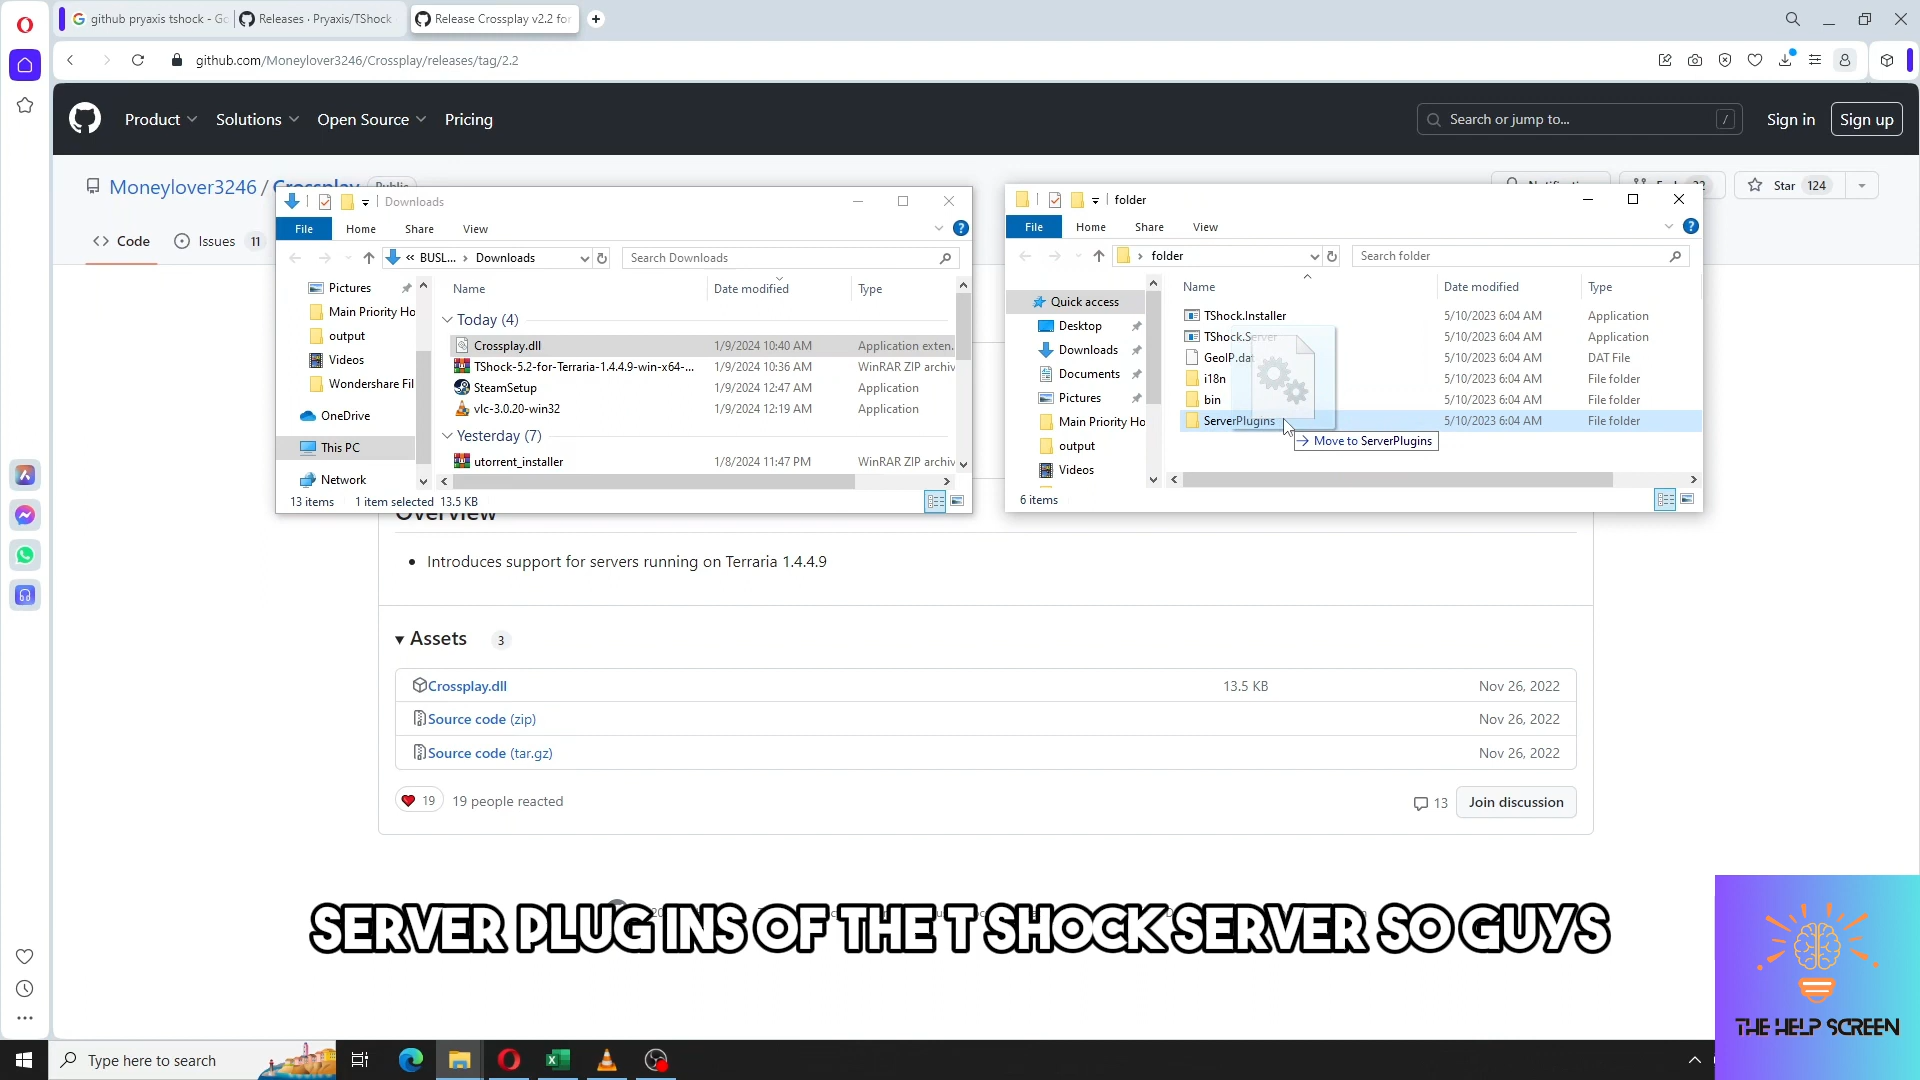 github pryaxis tshock - Go
Releases · Pryaxis/TShock
Release Crossplay v2.2 for
github.com/Moneylover3246/Crossplay/releases/tag/2.2
Product
Solutions
Open Source
Pricing
Search or jump to...
/
Sign in
Sign up
Moneylover3246 / Crossplay
Public
Star 124
Code
Issues 11
Downloads
File
Home
Share
View
« BUSL... › Downloads
Search Downloads
Pictures
Main Priority Ho
output
Videos
Wondershare Fil
OneDrive
This PC
Network
Name
Date modified
Type
Today (4)
Crossplay.dll 1/9/2024 10:40 AM Application exten...
TShock-5.2-for-Terraria-1.4.4.9-win-x64-... 1/9/2024 10:36 AM WinRAR ZIP archiv
SteamSetup 1/9/2024 12:47 AM Application
vlc-3.0.20-win32 1/9/2024 12:19 AM Application
Yesterday (7)
utorrent_installer 1/8/2024 11:47 PM WinRAR ZIP archiv
13 items 1 item selected 13.5 KB
folder
File
Home
Share
View
› folder
Search folder
Quick access
Desktop
Downloads
Documents
Pictures
Main Priority Ho
output
Videos
Name
Date modified
Type
TShock.Installer 5/10/2023 6:04 AM Application
TShock.Server 5/10/2023 6:04 AM Application
GeoIP.dat 5/10/2023 6:04 AM DAT File
i18n 5/10/2023 6:04 AM File folder
bin 5/10/2023 6:04 AM File folder
ServerPlugins 5/10/2023 6:04 AM File folder
Move to ServerPlugins
6 items
Overview
Introduces support for servers running on Terraria 1.4.4.9
Assets 3
Crossplay.dll 13.5 KB Nov 26, 2022
Source code (zip) Nov 26, 2022
Source code (tar.gz) Nov 26, 2022
19
19 people reacted
13
Join discussion
SERVER PLUG INS OF THE T SHOCK SERVER SO GUYS
THE HELP SCREEN
Type here to search